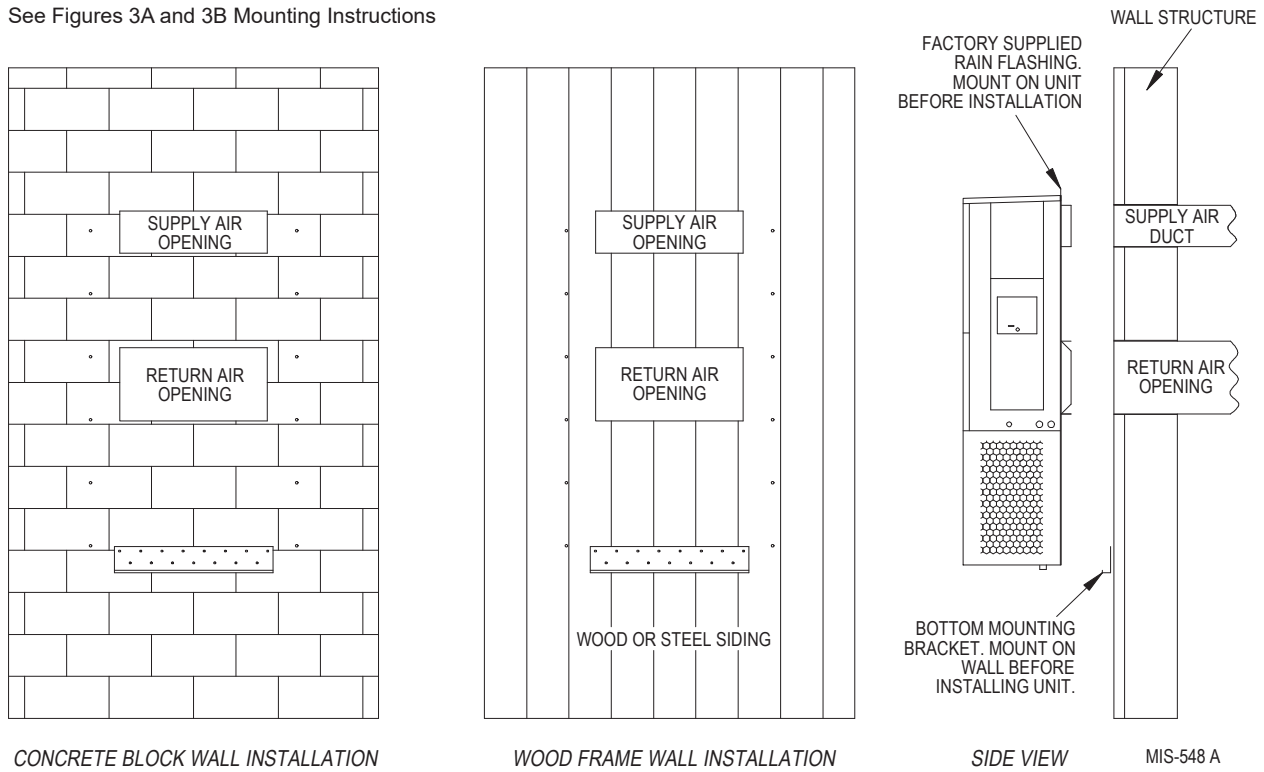 See Figures 3A and 3B Mounting Instructions
WALL STRUCTURE
FACTORY SUPPLIED
RAIN FLASHING.
MOUNT ON UNIT
BEFORE INSTALLATION
SUPPLY AIR
OPENING
RETURN AIR
OPENING
SUPPLY AIR
OPENING
RETURN AIR
OPENING
WOOD OR STEEL SIDING
SUPPLY AIR
DUCT
RETURN AIR
OPENING
BOTTOM MOUNTING
BRACKET. MOUNT ON
WALL BEFORE
INSTALLING UNIT.
CONCRETE BLOCK WALL INSTALLATION
WOOD FRAME WALL INSTALLATION
SIDE VIEW
MIS-548 A